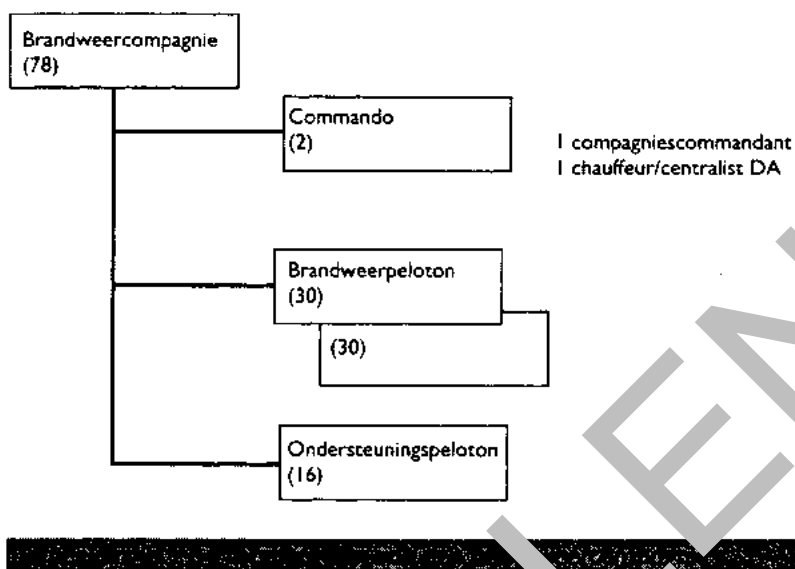 Brandweercompagnie
(78)
Commando
(2)
1 compagniescommandant
1 chauffeur/centralist DA
Brandweerpeloton
(30)
(30)
Ondersteuningspeloton
(16)